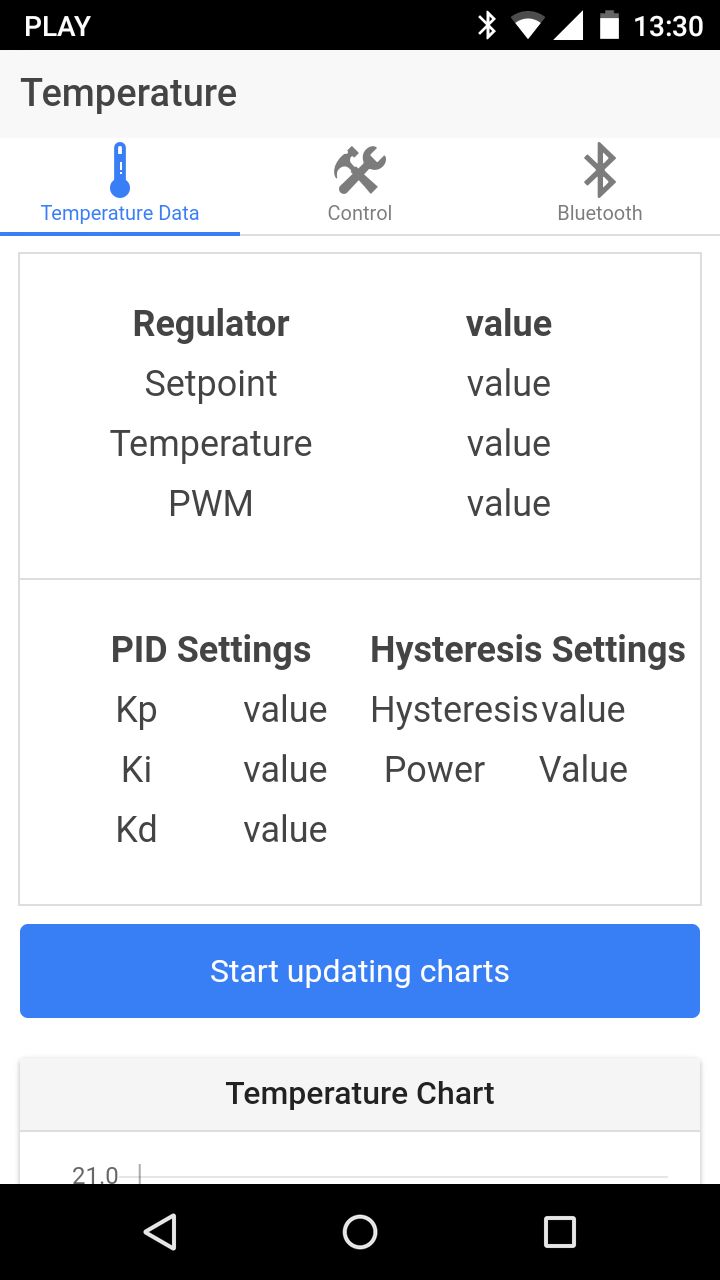 PLAY 13:30
Temperature
Temperature Data Control Bluetooth
Regulator value
Setpoint value
Temperature value
PWM value
PID Settings Hysteresis Settings
Kp value Hysteresis value
Ki value Power Value
Kd value
Start updating charts
Temperature Chart
21.0